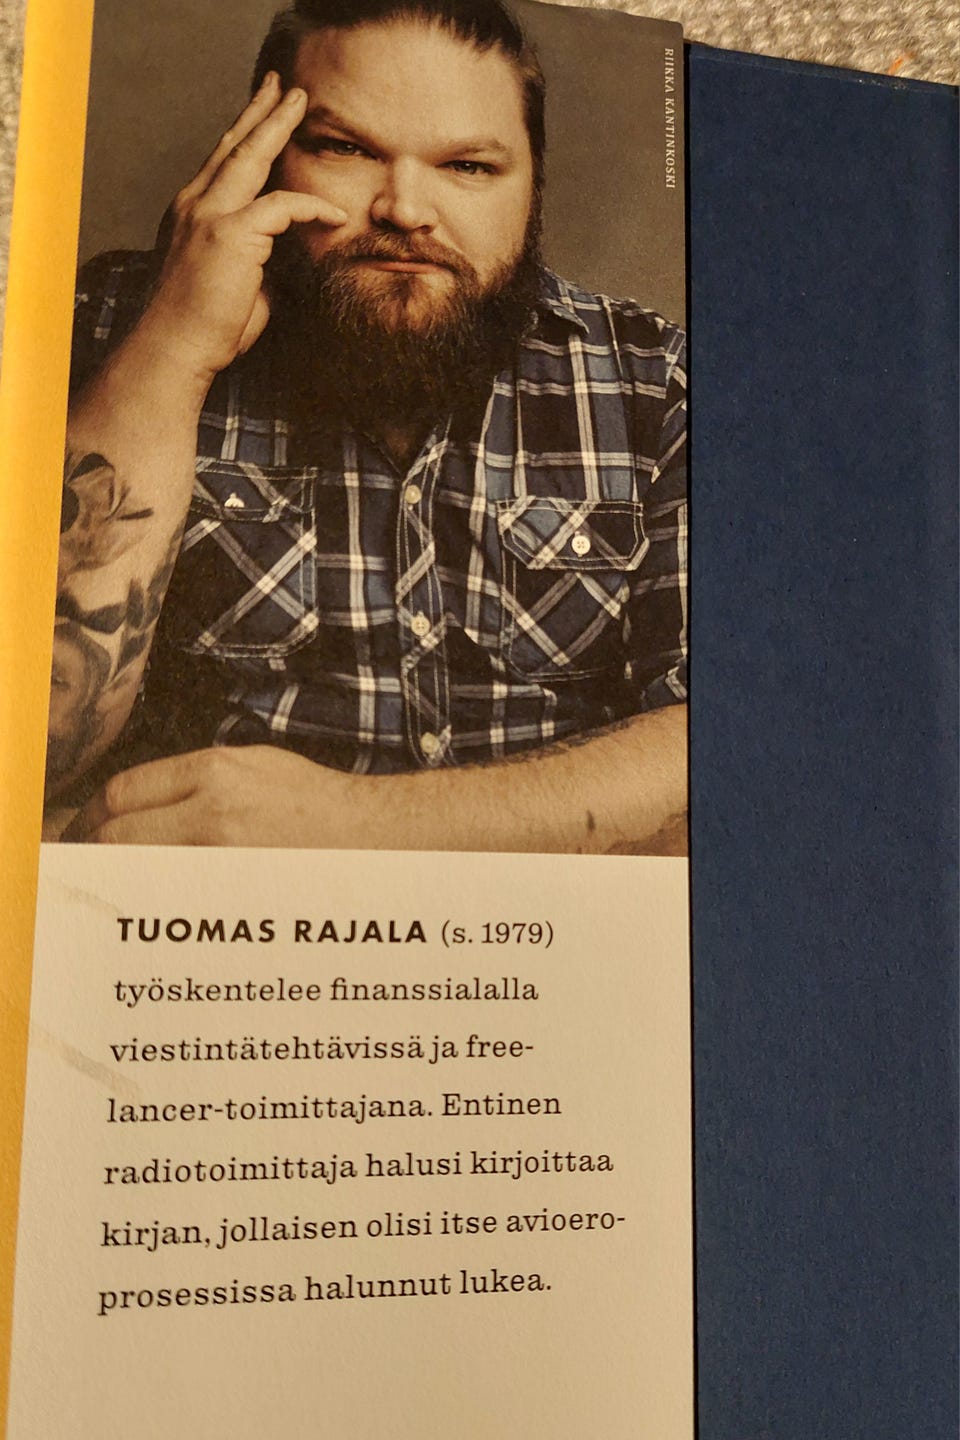 RIIKKA KANTINKOSKI
TUOMAS RAJALA (s. 1979)
työskentelee finanssialalla
viestintätehtävissä ja free-
lancer-toimittajana. Entinen
radiotoimittaja halusi kirjoittaa
kirjan, jollaisen olisi itse avioero-
prosessissa halunnut lukea.